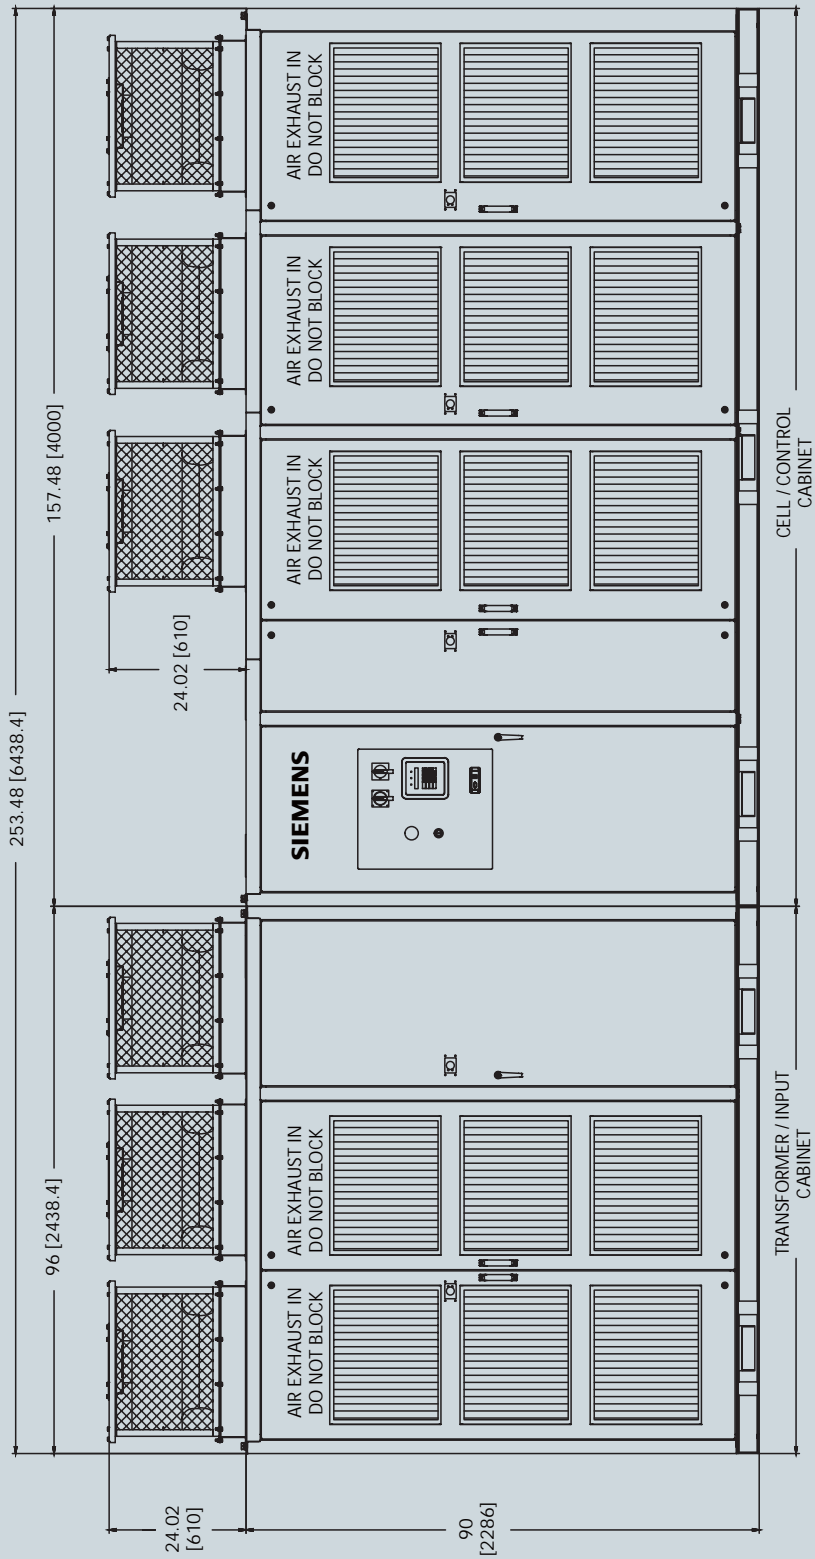 253.48 [6438.4]
96 [2438.4]
157.48 [4000]
24.02
[610]
24.02 [610]
90
[2286]
AIR EXHAUST IN
DO NOT BLOCK
AIR EXHAUST IN
DO NOT BLOCK
SIEMENS
AIR EXHAUST IN
DO NOT BLOCK
AIR EXHAUST IN
DO NOT BLOCK
AIR EXHAUST IN
DO NOT BLOCK
TRANSFORMER / INPUT
CABINET
CELL / CONTROL
CABINET